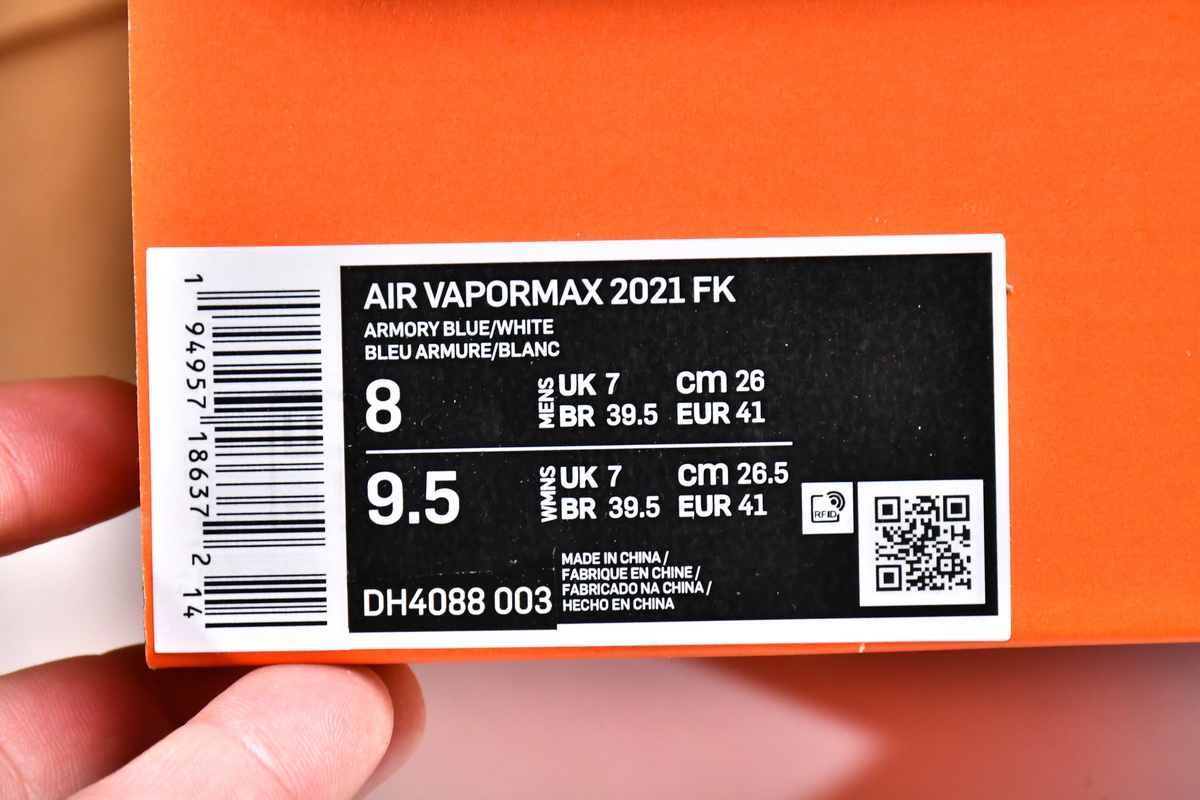 1 94957 18637 2 14
AIR VAPORMAX 2021 FK
ARMORY BLUE/WHITE
BLEU ARMURE/BLANC
8
MENS
UK 7 cm 26
BR 39.5 EUR 41
9.5
WMNS
UK 7 cm 26.5
BR 39.5 EUR 41
RFID
DH4088 003
MADE IN CHINA /
FABRIQUE EN CHINE /
FABRICADO NA CHINA /
HECHO EN CHINA